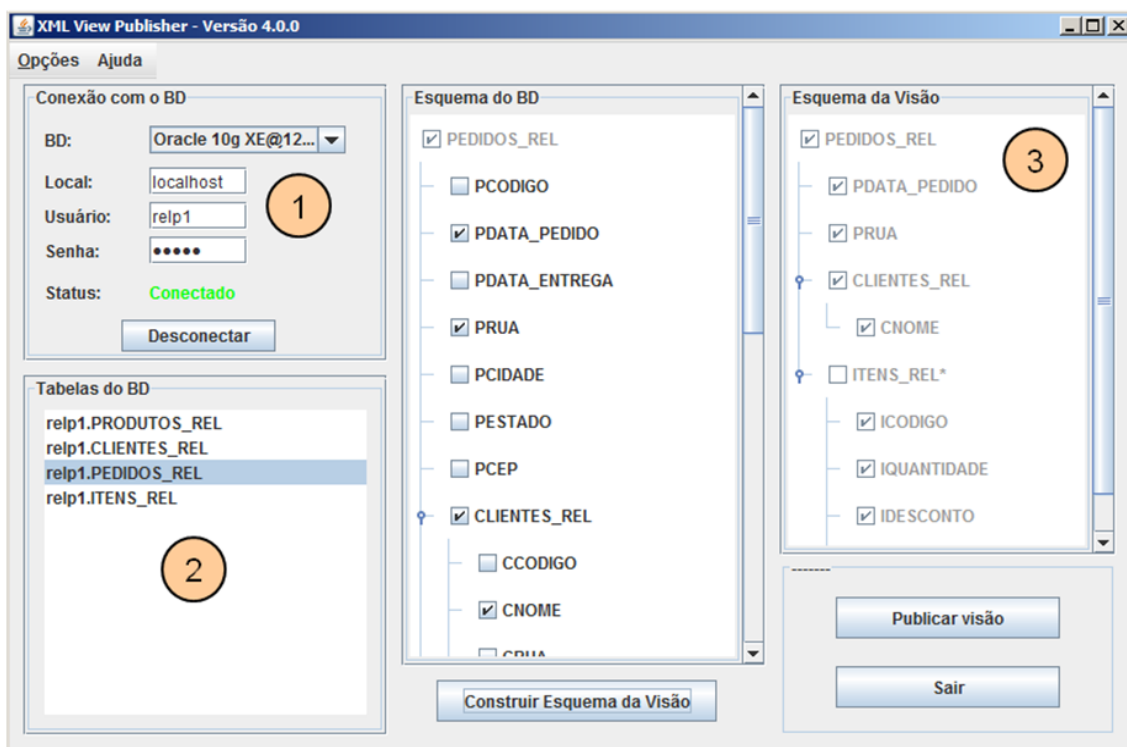 XML View Publisher - Versão 4.0.0
Opções Ajuda
Conexão com o BD
BD: Oracle 10g XE@12...
Local: localhost
Usuário: relp1
Senha: •••••
Status: Conectado
Desconectar
1
Tabelas do BD
relp1.PRODUTOS_REL
relp1.CLIENTES_REL
relp1.PEDIDOS_REL
relp1.ITENS_REL
2
Esquema do BD
PEDIDOS_REL
PCODIGO
PDATA_PEDIDO
PDATA_ENTREGA
PRUA
PCIDADE
PESTADO
PCEP
CLIENTES_REL
CCODIGO
CNOME
CRUA
Construir Esquema da Visão
Esquema da Visão
3
PEDIDOS_REL
PDATA_PEDIDO
PRUA
CLIENTES_REL
CNOME
ITENS_REL*
ICODIGO
IQUANTIDADE
IDESCONTO
-------
Publicar visão
Sair